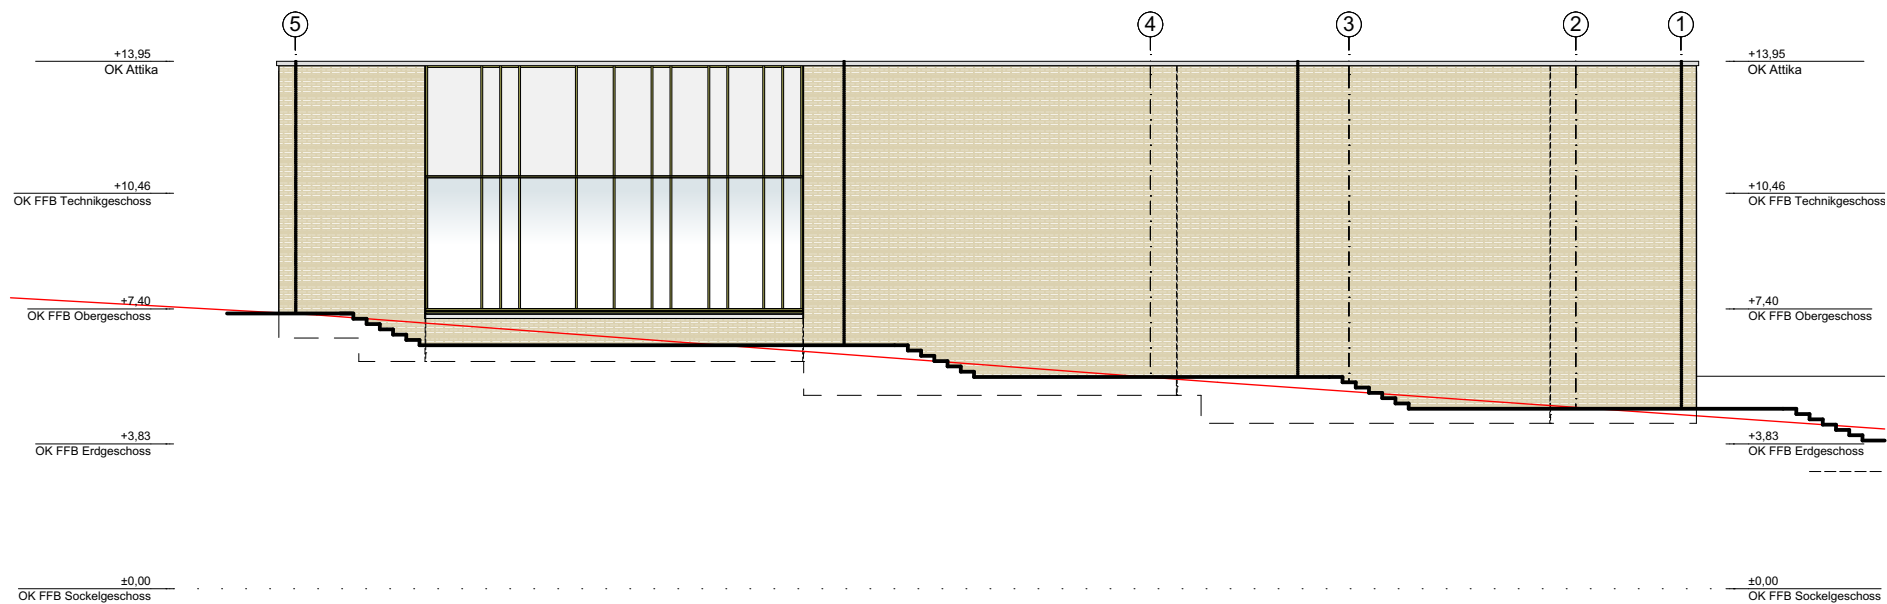 5 4 3 2 1
+13,95 +13,95
OK Attika OK Attika
+10,46 +10,46
OK FFB Technikgeschoss OK FFB Technikgeschoss
+7,40 +7,40
OK FFB Obergeschoss OK FFB Obergeschoss
+3,83 +3,83
OK FFB Erdgeschoss OK FFB Erdgeschoss
±0,00 ±0,00
OK FFB Sockelgeschoss OK FFB Sockelgeschoss